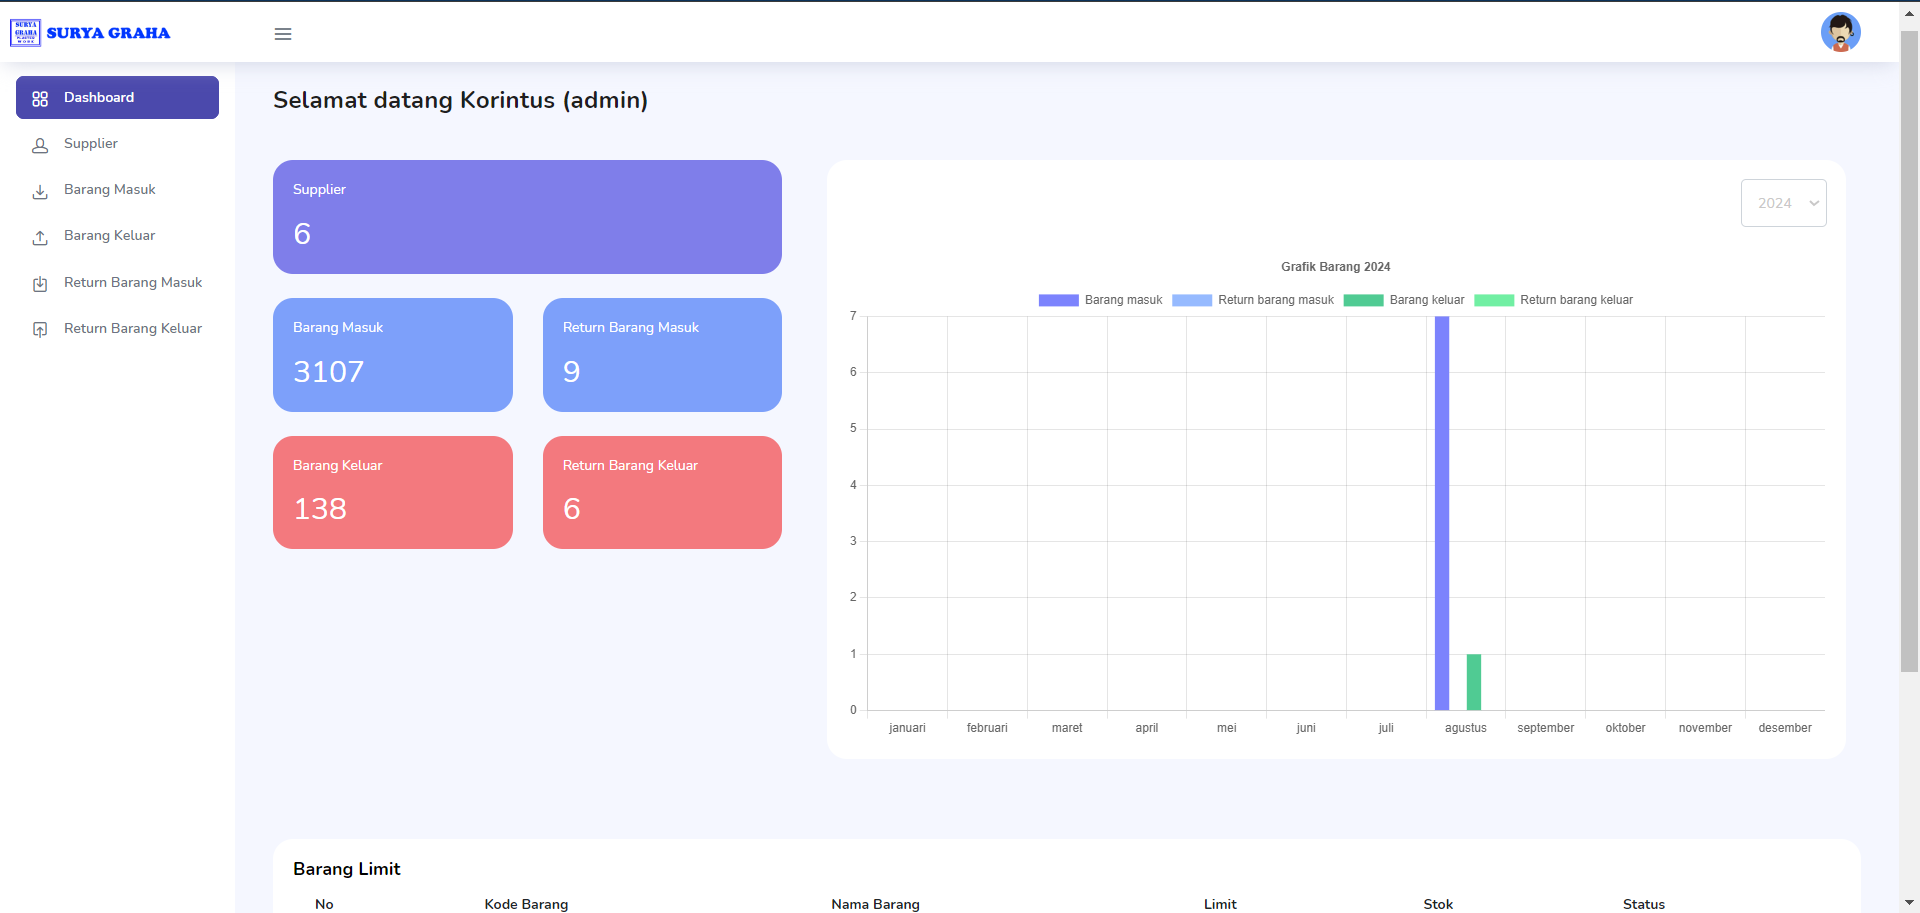 SURYA GRAHA
SURYA
GRAHA
Dashboard
Supplier
Barang Masuk
Barang Keluar
Return Barang Masuk
Return Barang Keluar
Selamat datang Korintus (admin)
Supplier
6
Barang Masuk
3107
Return Barang Masuk
9
Barang Keluar
138
Return Barang Keluar
6
2024
Grafik Barang 2024
Barang masuk Return barang masuk Barang keluar Return barang keluar
7
6
5
4
3
2
1
0
januari februari maret april mei juni juli agustus september oktober november desember
Barang Limit
No Kode Barang Nama Barang Limit Stok Status